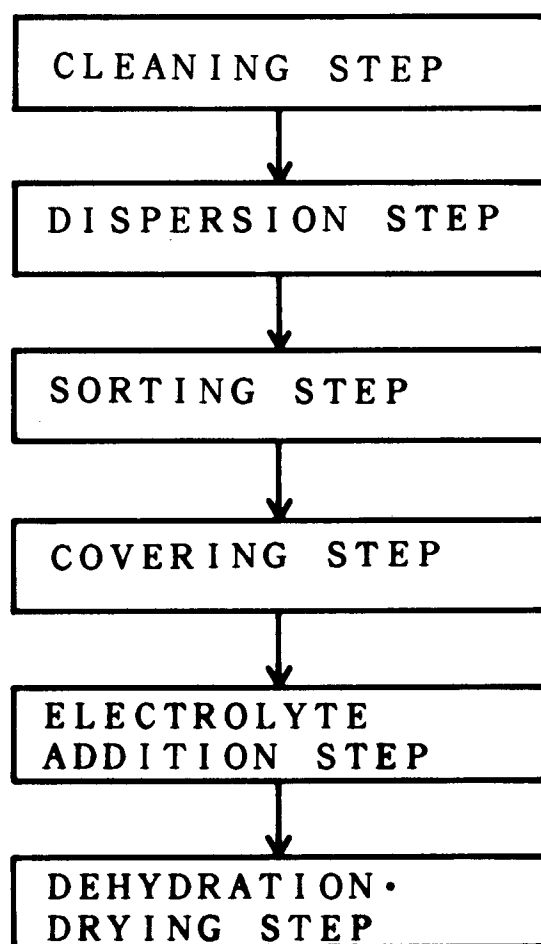 CLEANING STEP
DISPERSION STEP
SORTING STEP
COVERING STEP
ELECTROLYTE
ADDITION STEP
DEHYDRATION・
DRYING STEP